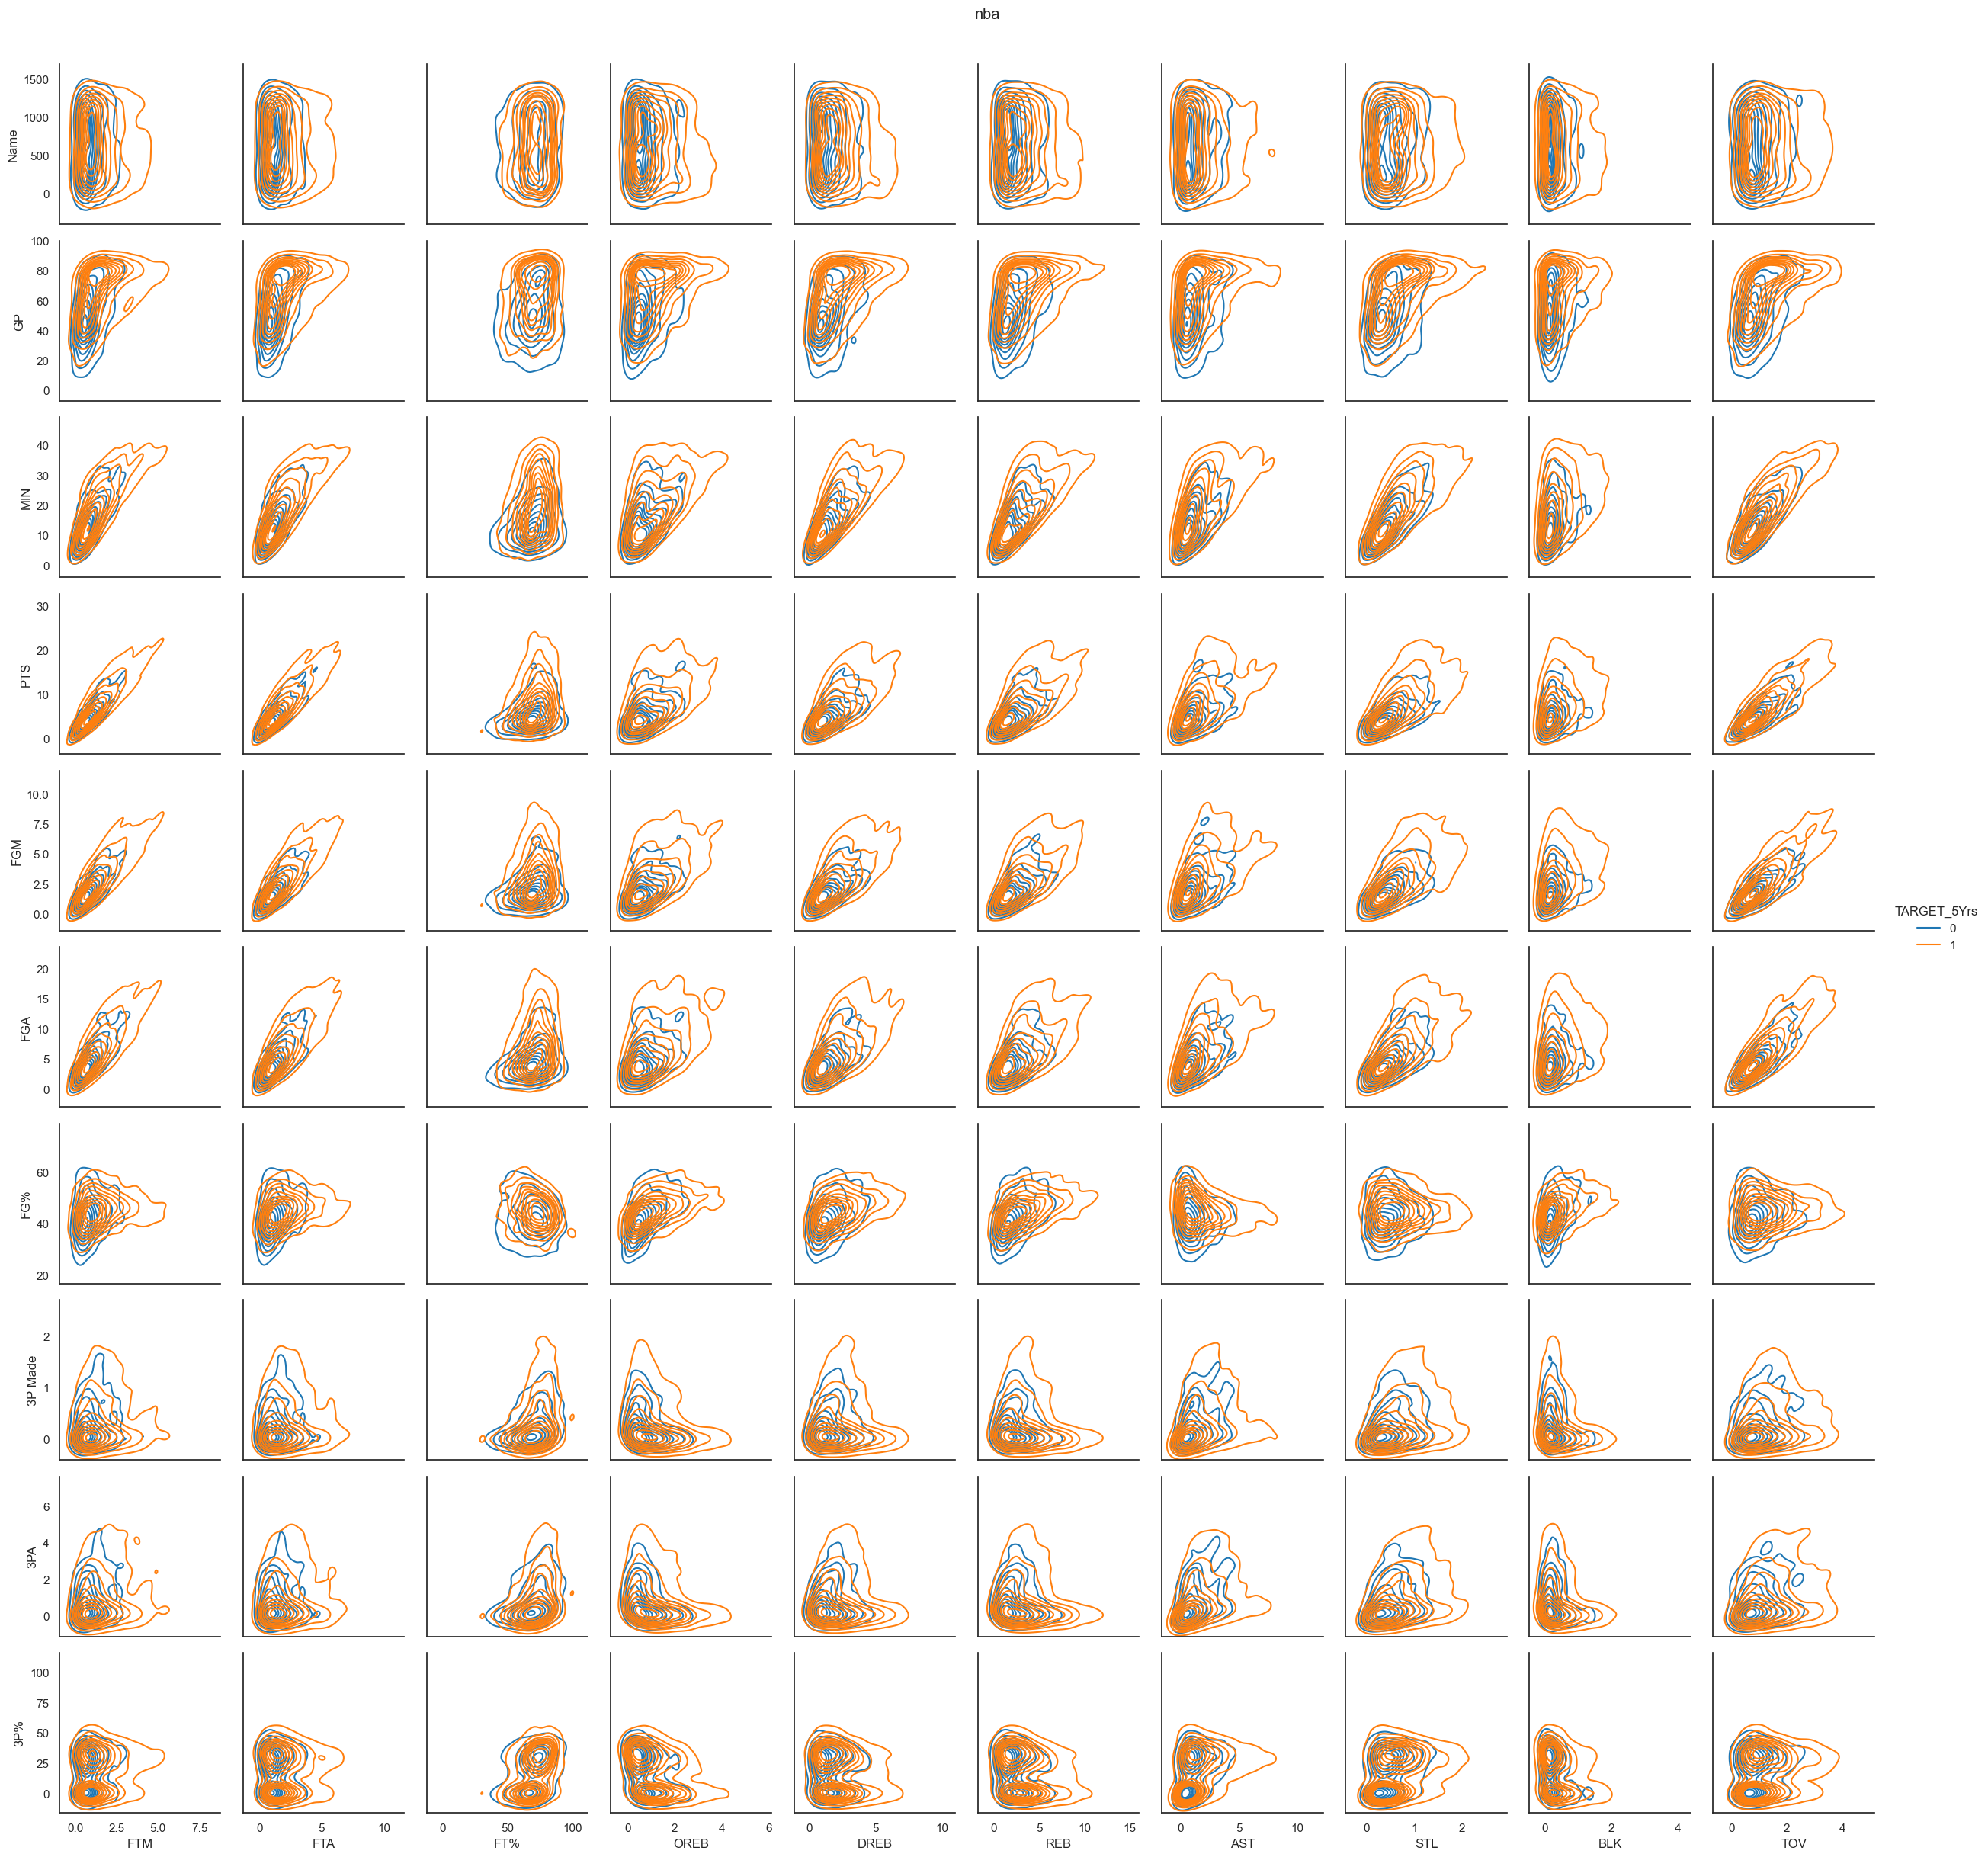 nba
1500
1000
500
0
Name
100
80
60
40
20
0
GP
40
30
20
10
0
MIN
30
20
10
0
PTS
10.0
7.5
5.0
2.5
0.0
FGM
20
15
10
5
0
FGA
TARGET_5Yrs
0
1
60
40
20
FG%
2
1
0
3P Made
6
4
2
0
3PA
100
75
50
25
0
3P%
0.0 2.5 5.0 7.5
FTM
0 5 10
FTA
0 50 100
FT%
0 2 4 6
OREB
0 5 10
DREB
0 5 10 15
REB
0 5 10
AST
0 1 2
STL
0 2 4
BLK
0 2 4
TOV